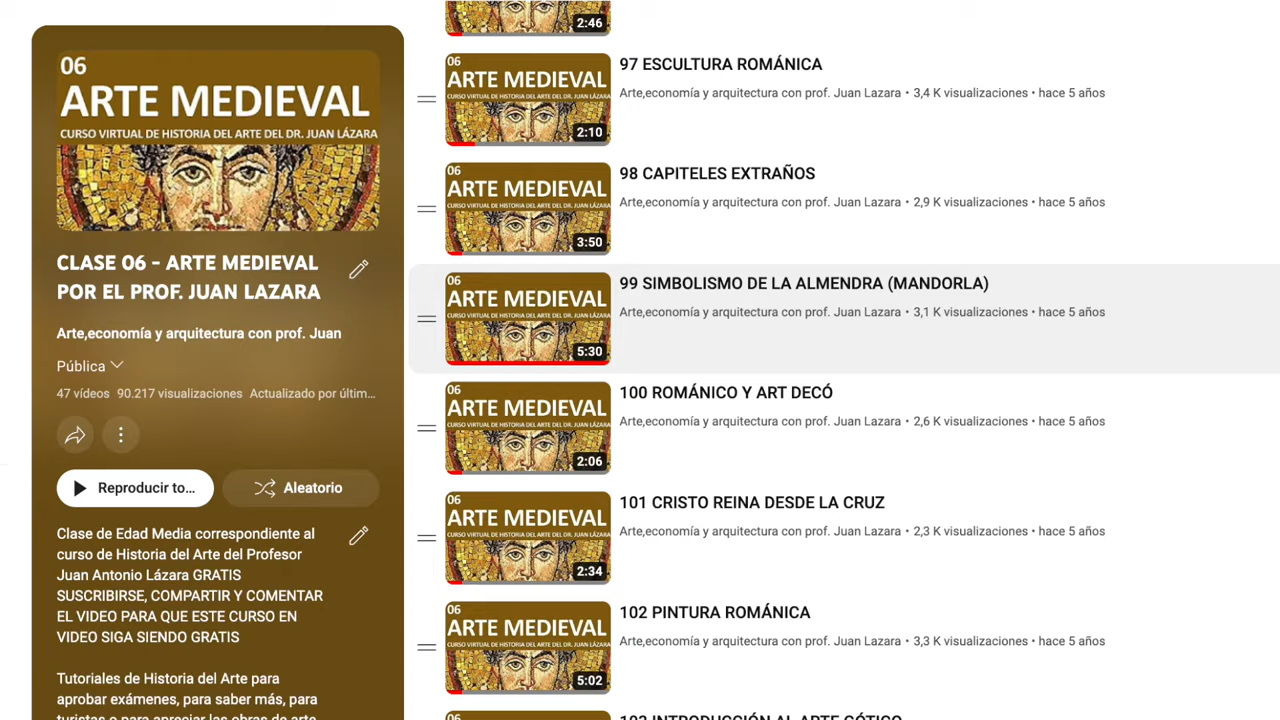 06
ARTE MEDIEVAL
CURSO VIRTUAL DE HISTORIA DEL ARTE DEL DR. JUAN LÁZARA
CLASE 06 - ARTE MEDIEVAL
POR EL PROF. JUAN LAZARA
Arte,economía y arquitectura con prof. Juan
Pública
47 vídeos 90.217 visualizaciones Actualizado por últim...
Reproducir to...
Aleatorio
Clase de Edad Media correspondiente al
curso de Historia del Arte del Profesor
Juan Antonio Lázara GRATIS
SUSCRIBIRSE, COMPARTIR Y COMENTAR
EL VIDEO PARA QUE ESTE CURSO EN
VIDEO SIGA SIENDO GRATIS
Tutoriales de Historia del Arte para
aprobar exámenes, para saber más, para
turistas o para apreciar las obras de arte
2:46
06
ARTE MEDIEVAL
CURSO VIRTUAL DE HISTORIA DEL ARTE DEL DR. JUAN LÁZARA
2:10
97 ESCULTURA ROMÁNICA
Arte,economía y arquitectura con prof. Juan Lazara • 3,4 K visualizaciones • hace 5 años
06
ARTE MEDIEVAL
CURSO VIRTUAL DE HISTORIA DEL ARTE DEL DR. JUAN LÁZARA
3:50
98 CAPITELES EXTRAÑOS
Arte,economía y arquitectura con prof. Juan Lazara • 2,9 K visualizaciones • hace 5 años
06
ARTE MEDIEVAL
CURSO VIRTUAL DE HISTORIA DEL ARTE DEL DR. JUAN LÁZARA
5:30
99 SIMBOLISMO DE LA ALMENDRA (MANDORLA)
Arte,economía y arquitectura con prof. Juan Lazara • 3,1 K visualizaciones • hace 5 años
06
ARTE MEDIEVAL
CURSO VIRTUAL DE HISTORIA DEL ARTE DEL DR. JUAN LÁZARA
2:06
100 ROMÁNICO Y ART DECÓ
Arte,economía y arquitectura con prof. Juan Lazara • 2,6 K visualizaciones • hace 5 años
06
ARTE MEDIEVAL
CURSO VIRTUAL DE HISTORIA DEL ARTE DEL DR. JUAN LÁZARA
2:34
101 CRISTO REINA DESDE LA CRUZ
Arte,economía y arquitectura con prof. Juan Lazara • 2,3 K visualizaciones • hace 5 años
06
ARTE MEDIEVAL
CURSO VIRTUAL DE HISTORIA DEL ARTE DEL DR. JUAN LÁZARA
5:02
102 PINTURA ROMÁNICA
Arte,economía y arquitectura con prof. Juan Lazara • 3,3 K visualizaciones • hace 5 años
06
103 INTRODUCCIÓN AL ARTE GÓTICO